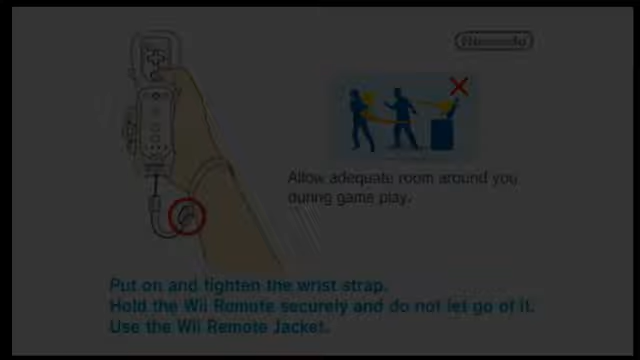 Nintendo
Allow adequate room around you
during game play.
Put on and tighten the wrist strap.
Hold the Wii Remote securely and do not let go of it.
Use the Wii Remote Jacket.